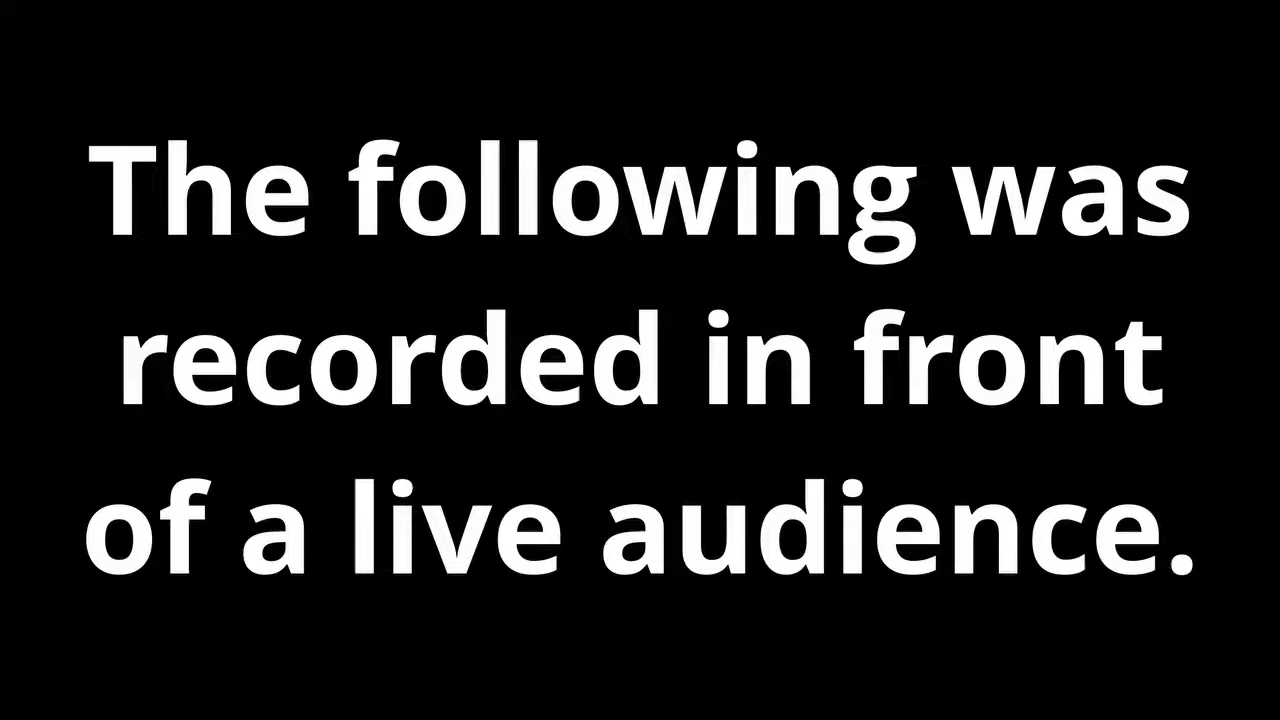 The following was
recorded in front
of a live audience.